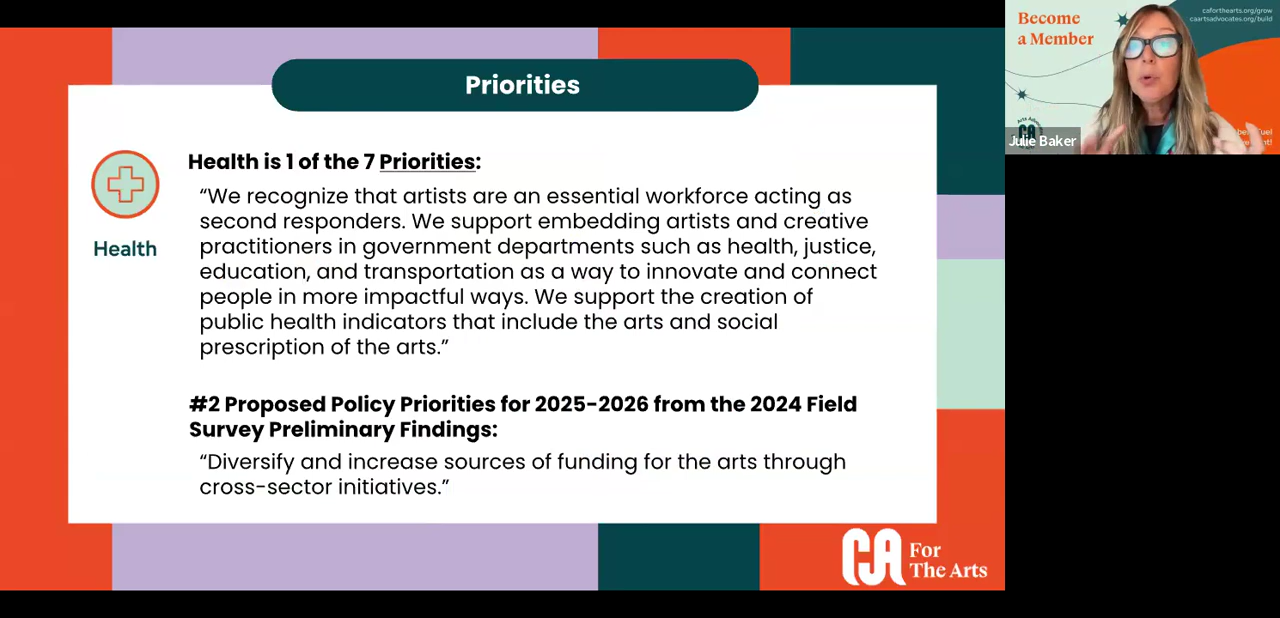 Priorities
Health is 1 of the 7 Priorities:
“We recognize that artists are an essential workforce acting as
second responders. We support embedding artists and creative
practitioners in government departments such as health, justice,
education, and transportation as a way to innovate and connect
people in more impactful ways. We support the creation of
public health indicators that include the arts and social
prescription of the arts.”
Health
#2 Proposed Policy Priorities for 2025-2026 from the 2024 Field
Survey Preliminary Findings:
“Diversify and increase sources of funding for the arts through
cross-sector initiatives.”
CA For
The Arts
Become
a Member
caforthearts.org/grow
caartsadvocates.org/build
CA
Julie Baker